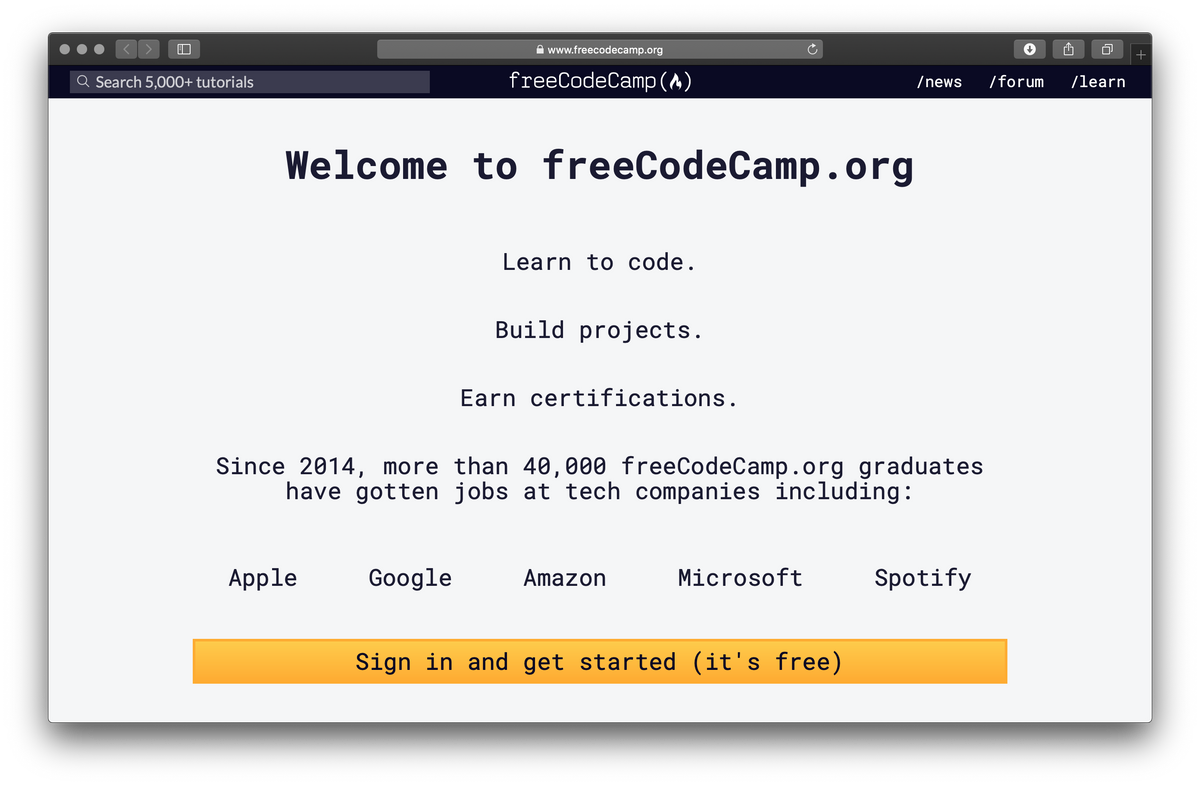 www.freecodecamp.org
Search 5,000+ tutorials
freeCodeCamp
/news
/forum
/learn
Welcome to freeCodeCamp.org
Learn to code.
Build projects.
Earn certifications.
Since 2014, more than 40,000 freeCodeCamp.org graduates
have gotten jobs at tech companies including:
Apple
Google
Amazon
Microsoft
Spotify
Sign in and get started (it's free)